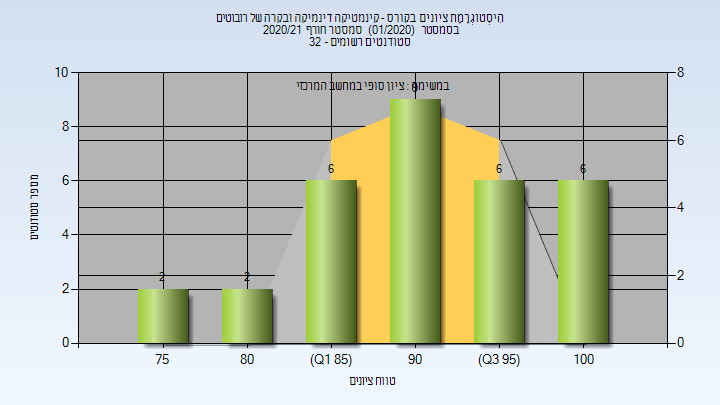 היסטוגרמת ציונים בקורס - קינמטיקה דינמיקה ובקרה של רובוטים
בסמסטר (01/2020) סמסטר חורף 2020/21
סטודנטים רשומים - 32
במשימה : ציון סופי במחשב המרכזי
10
8
6
4
2
0
8
6
4
2
0
מספר סטודנטים
2
2
6
9
6
6
75
80
(Q1 85)
90
(Q3 95)
100
טווח ציונים